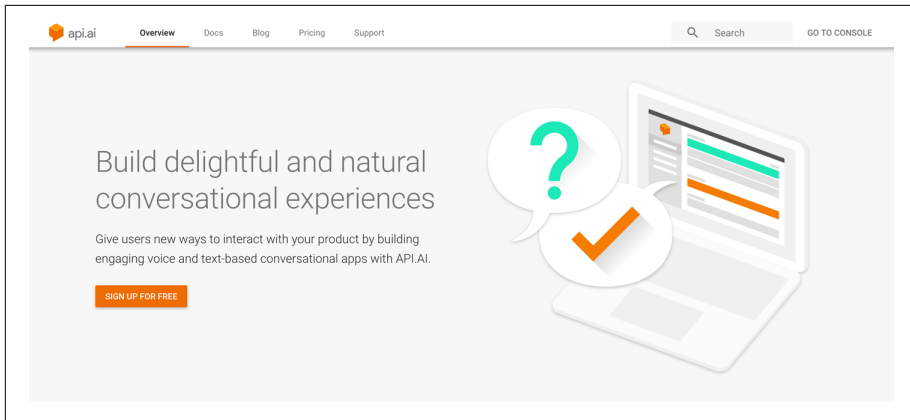 api.ai
Overview Docs Blog Pricing Support
Search
GO TO CONSOLE
Build delightful and natural
conversational experiences
Give users new ways to interact with your product by building
engaging voice and text-based conversational apps with API.AI.
SIGN UP FOR FREE
?